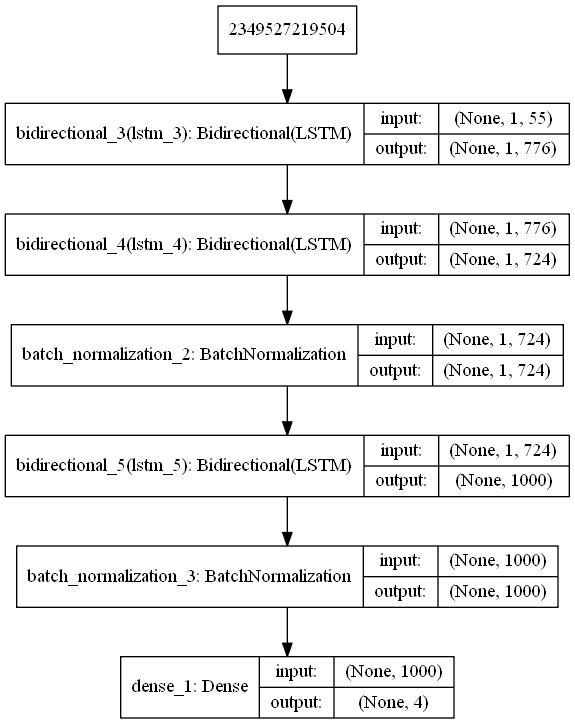 2349527219504
bidirectional_3(lstm_3): Bidirectional(LSTM)
input: (None, 1, 55)
output: (None, 1, 776)
bidirectional_4(lstm_4): Bidirectional(LSTM)
input: (None, 1, 776)
output: (None, 1, 724)
batch_normalization_2: BatchNormalization
input: (None, 1, 724)
output: (None, 1, 724)
bidirectional_5(lstm_5): Bidirectional(LSTM)
input: (None, 1, 724)
output: (None, 1000)
batch_normalization_3: BatchNormalization
input: (None, 1000)
output: (None, 1000)
dense_1: Dense
input: (None, 1000)
output: (None, 4)